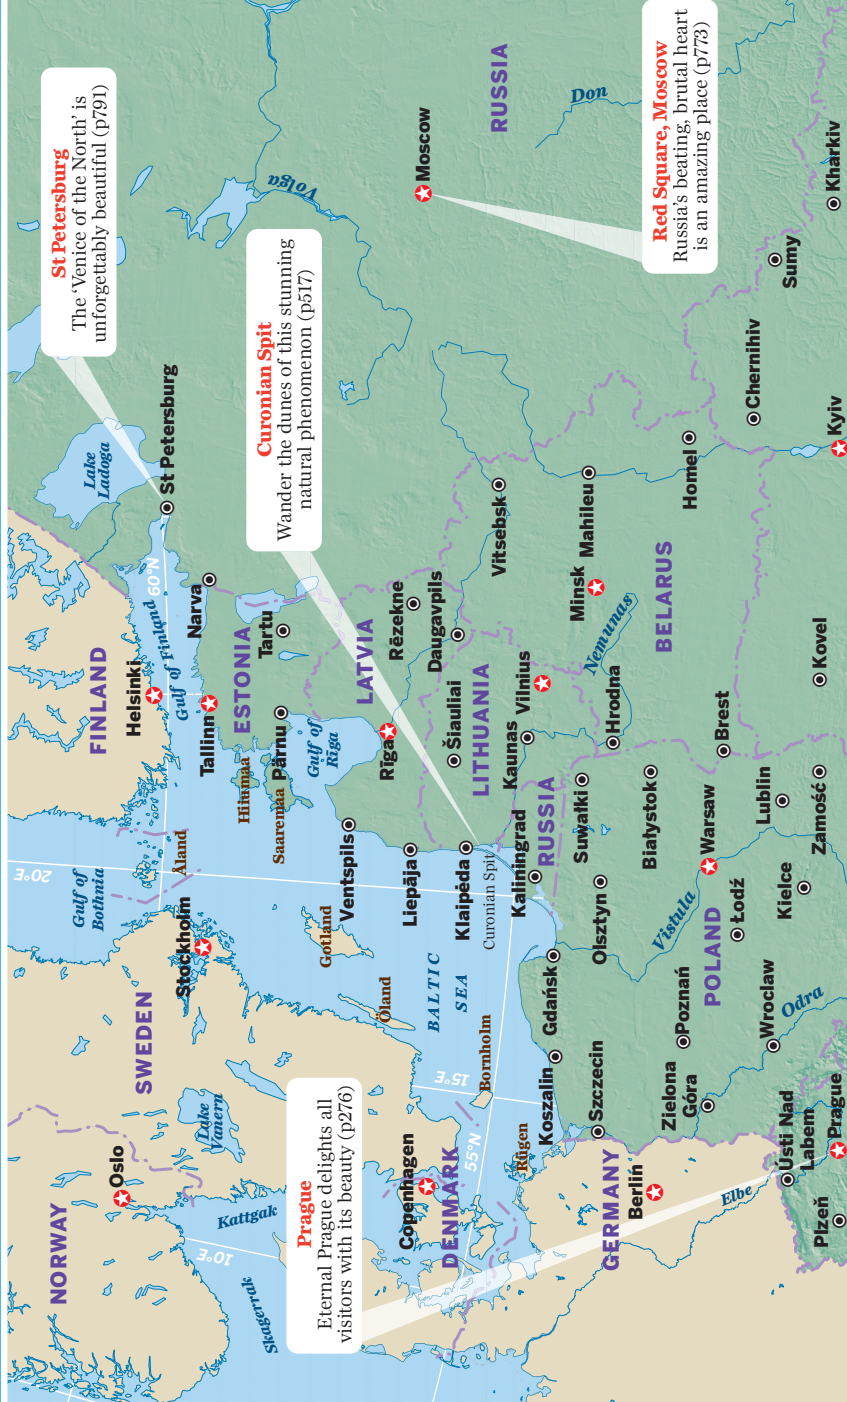 St Petersburg
The ‘Venice of the North’ is
unforgettably beautiful (p791)
Curonian Spit
Wander the dunes of this stunning
natural phenomenon (p517)
Red Square, Moscow
Russia’s beating, brutal heart
is an amazing place (p773)
Prague
Eternal Prague delights all
visitors with its beauty (p276)
NORWAY
Oslo
Skagerrak
Kattgak
10°E
SWEDEN
Lake
Vanern
Stockholm
Gulf of
Bothnia
20°E
Åland
FINLAND
Helsinki
Gulf of Finland
60°N
Lake
Ladoga
St Petersburg
Narva
Tallinn
ESTONIA
Tartu
Pärnu
Hiiumaa
Saaremaa
Gulf of
Riga
Volga
Moscow
RUSSIA
Don
LATVIA
Rīga
Rēzekne
Daugavpils
Ventspils
Liepāja
Gotland
Öland
BALTIC
SEA
Bornholm
15°E
55°N
Copenhagen
DENMARK
Rügen
Klaipėda
Curonian Spit
Šiauliai
LITHUANIA
Kaunas
Vilnius
Kaliningrad
RUSSIA
Vitsebsk
Minsk
Mahileu
Nemunas
BELARUS
Homel
Hrodna
Brest
Chernihiv
Sumy
Kharkiv
Kyiv
Kovel
Suwałki
Białystok
Olsztyn
Gdańsk
Koszalin
Szczecin
Vistula
Warsaw
POLAND
Łódź
Lublin
Zamość
Kielce
Poznań
Zielona
Góra
Wrocław
Odra
GERMANY
Berlin
Elbe
Ústi Nad
Labem
Prague
Plzeň